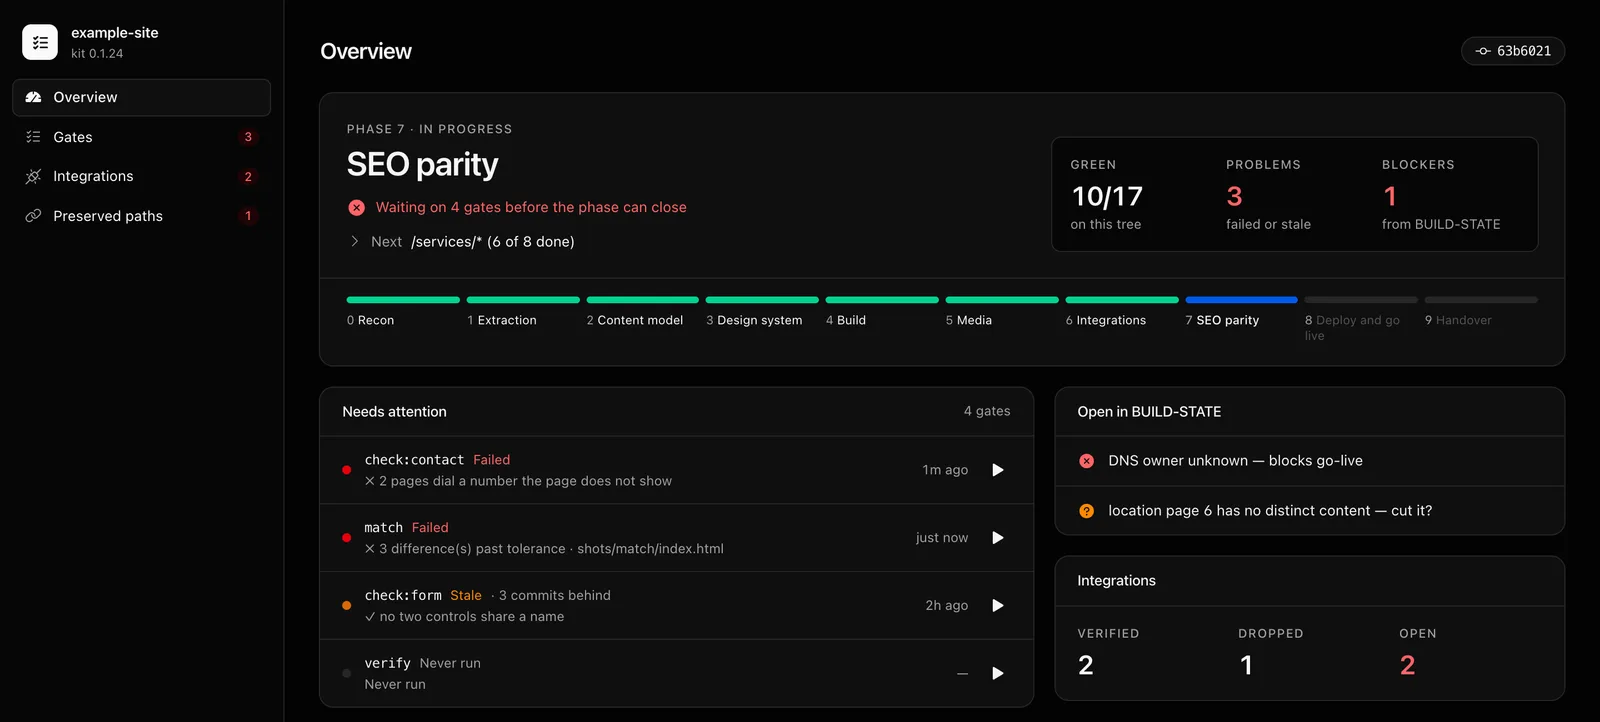 example-site
kit 0.1.24
Overview
Gates 3
Integrations 2
Preserved paths 1
Overview
63b6021
PHASE 7 · IN PROGRESS
SEO parity
Waiting on 4 gates before the phase can close
Next /services/* (6 of 8 done)
GREEN
10/17
on this tree
PROBLEMS
3
failed or stale
BLOCKERS
1
from BUILD-STATE
0 Recon
1 Extraction
2 Content model
3 Design system
4 Build
5 Media
6 Integrations
7 SEO parity
8 Deploy and go
live
9 Handover
Needs attention
4 gates
check:contact Failed
✕ 2 pages dial a number the page does not show
1m ago
match Failed
✕ 3 difference(s) past tolerance · shots/match/index.html
just now
check:form Stale · 3 commits behind
✓ no two controls share a name
2h ago
verify Never run
Never run
—
Open in BUILD-STATE
DNS owner unknown — blocks go-live
location page 6 has no distinct content — cut it?
Integrations
VERIFIED
2
DROPPED
1
OPEN
2